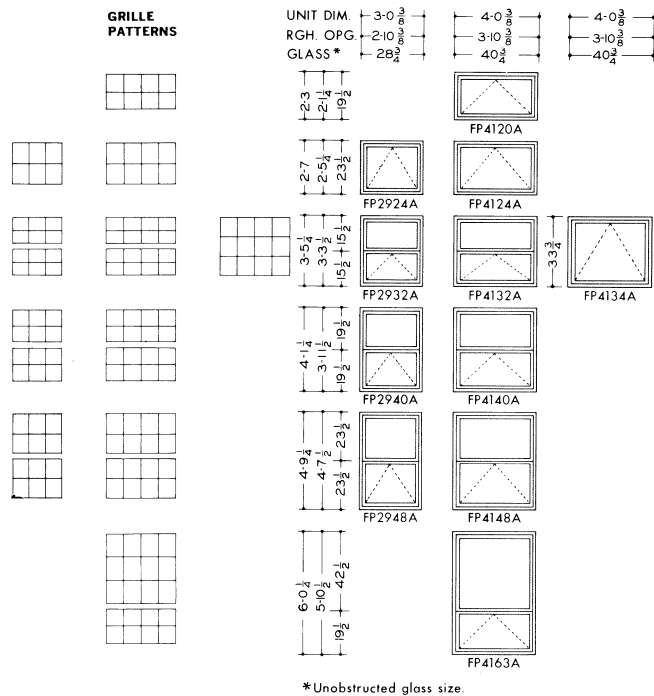 GRILLE PATTERNS
UNIT DIM. 3-0 3/8 4-0 3/8 4-0 3/8
RGH. OPG. 2-10 3/8 3-10 3/8 3-10 3/8
GLASS* 28 3/4 40 3/4 40 3/4
2-3 2-1 1/4 19 1/2
FP4120A
2-7 2-5 1/4 23 1/2
FP2924A FP4124A
3-5 1/4 3-3 1/2 15 1/2 15 1/2 33 3/4
FP2932A FP4132A FP4134A
4-1 1/4 3-11 1/2 19 1/2 19 1/2
FP2940A FP4140A
4-9 1/4 4-7 1/2 23 1/2 23 1/2
FP2948A FP4148A
6-0 1/4 5-10 1/2 42 1/2 19 1/2
FP4163A
*Unobstructed glass size.